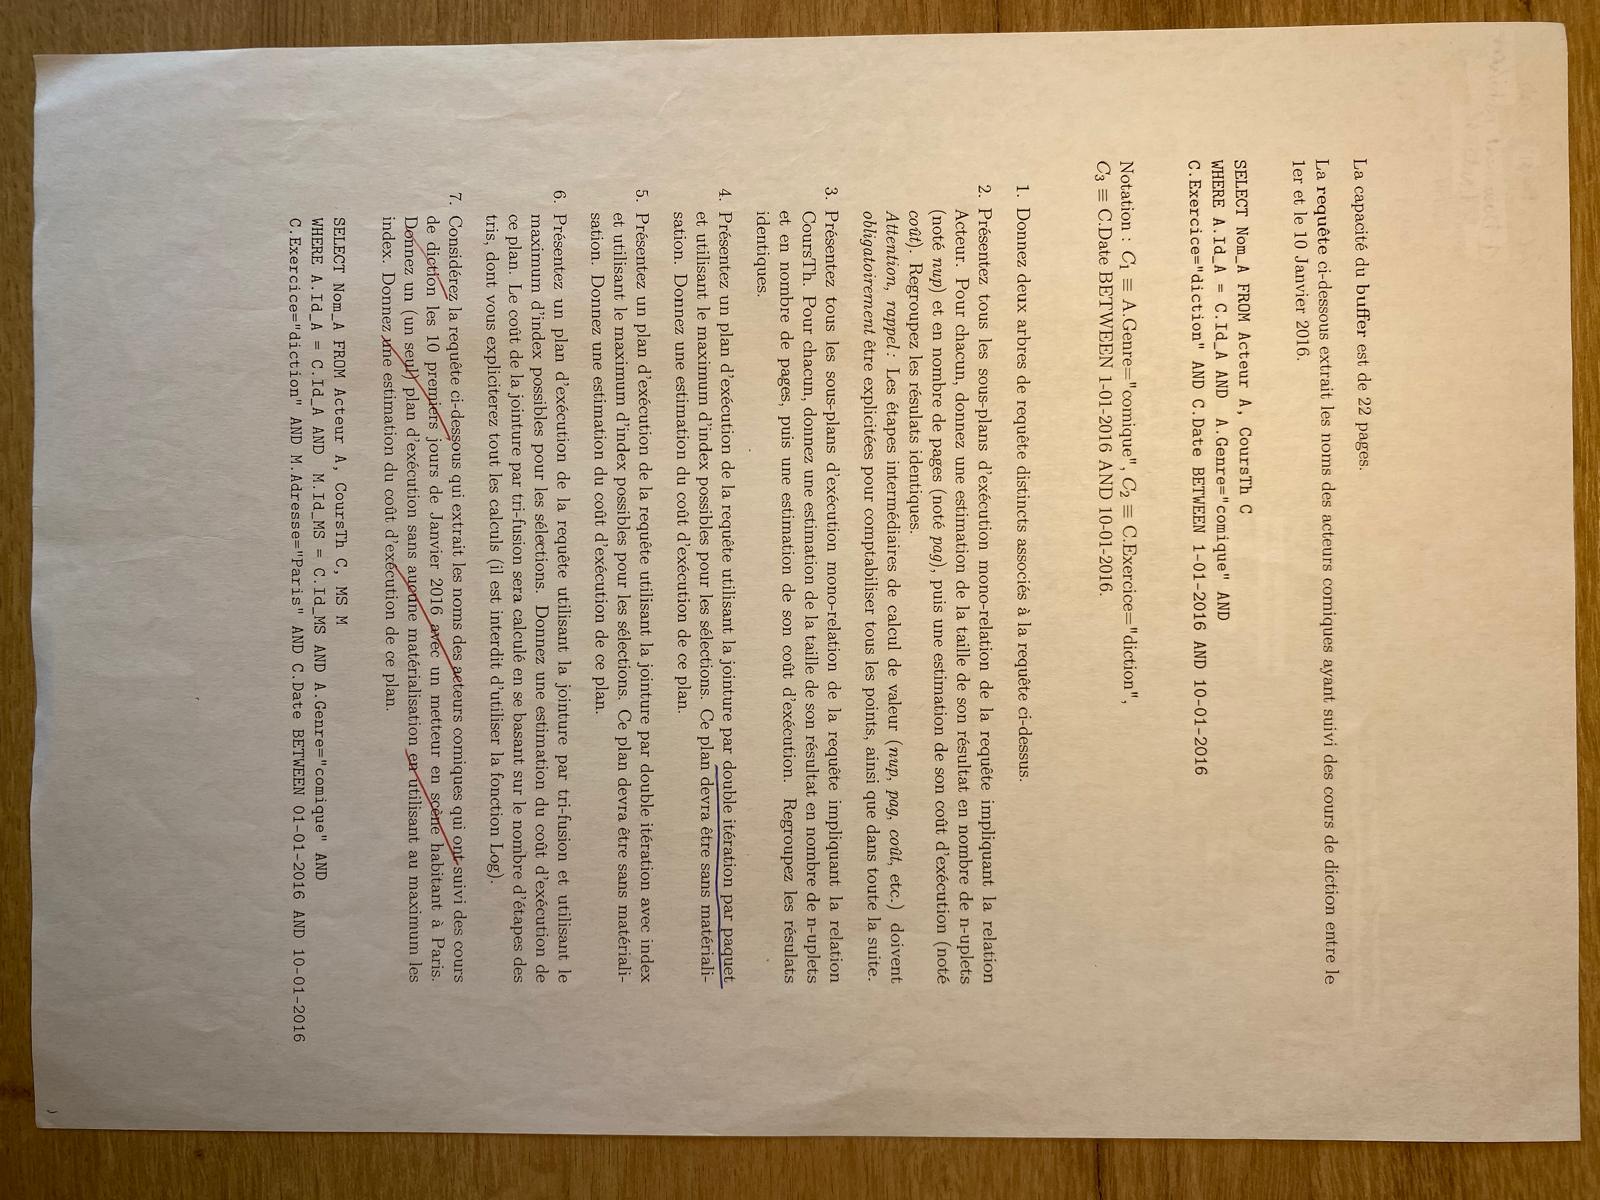 La capacité du buffer est de 22 pages.
La requête ci-dessous extrait les noms des acteurs comiques ayant suivi des cours de diction entre le
1er et le 10 Janvier 2016.
SELECT Nom_A FROM Acteur A, CoursTh C
WHERE A.Id_A = C.Id_A AND A.Genre="comique" AND
C.Exercice="diction" AND C.Date BETWEEN 1-01-2016 AND 10-01-2016
Notation : C₁ ≡ A.Genre="comique", C₂ ≡ C.Exercice="diction",
C₃ ≡ C.Date BETWEEN 1-01-2016 AND 10-01-2016.
1. Donnez deux arbres de requête distincts associés à la requête ci-dessus.
2. Présentez tous les sous-plans d'exécution mono-relation de la requête impliquant la relation
Acteur. Pour chacun, donnez une estimation de la taille de son résultat en nombre de n-uplets
(noté nup) et en nombre de pages (noté pag), puis une estimation de son coût d'exécution (noté
coût). Regroupez les résulats identiques.
Attention, rappel : Les étapes intermédiaires de calcul de valeur (nup, pag, coût, etc.) doivent
obligatoirement être explicitées pour comptabiliser tous les points, ainsi que dans toute la suite.
3. Présentez tous les sous-plans d'exécution mono-relation de la requête impliquant la relation
CoursTh. Pour chacun, donnez une estimation de la taille de son résultat en nombre de n-uplets
et en nombre de pages, puis une estimation de son coût d'exécution. Regroupez les résulats
identiques.
4. Présentez un plan d'exécution de la requête utilisant la jointure par double itération par paquet
et utilisant le maximum d'index possibles pour les sélections. Ce plan devra être sans matériali-
sation. Donnez une estimation du coût d'exécution de ce plan.
5. Présentez un plan d'exécution de la requête utilisant la jointure par double itération avec index
et utilisant le maximum d'index possibles pour les sélections. Ce plan devra être sans matériali-
sation. Donnez une estimation du coût d'exécution de ce plan.
6. Présentez un plan d'exécution de la requête utilisant la jointure par tri-fusion et utilisant le
maximum d'index possibles pour les sélections. Donnez une estimation du coût d'exécution de
ce plan. Le coût de la jointure par tri-fusion sera calculé en se basant sur le nombre d'étapes des
tris, dont vous expliciterez tout les calculs (il est interdit d'utiliser la fonction Log).
7. Considérez la requête ci-dessous qui extrait les noms des acteurs comiques qui ont suivi des cours
de diction les 10 premiers jours de Janvier 2016 avec un metteur en scène habitant à Paris.
Donnez un (un seul) plan d'exécution sans aucune matérialisation en utilisant au maximum les
index. Donnez une estimation du coût d'exécution de ce plan.
SELECT Nom_A FROM Acteur A, CoursTh C, MS M
WHERE A.Id_A = C.Id_A AND M.Id_MS = C.Id_MS AND A.Genre="comique" AND
C.Exercice="diction" AND M.Adresse="Paris" AND C.Date BETWEEN 01-01-2016 AND 10-01-2016